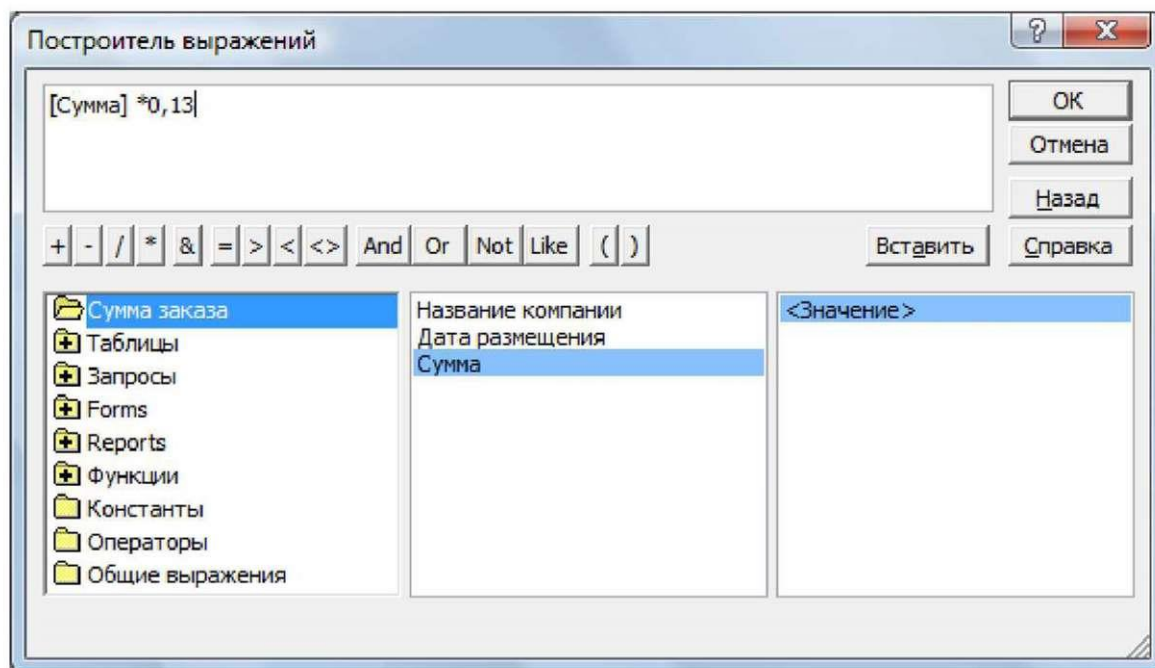 Построитель выражений
[Сумма] *0,13
OK
Отмена
Назад
+ - / * & = > < <> And Or Not Like ( ) Вставить Справка
Сумма заказа
Таблицы
Запросы
Forms
Reports
Функции
Константы
Операторы
Общие выражения
Название компании
Дата размещения
Сумма
<Значение>